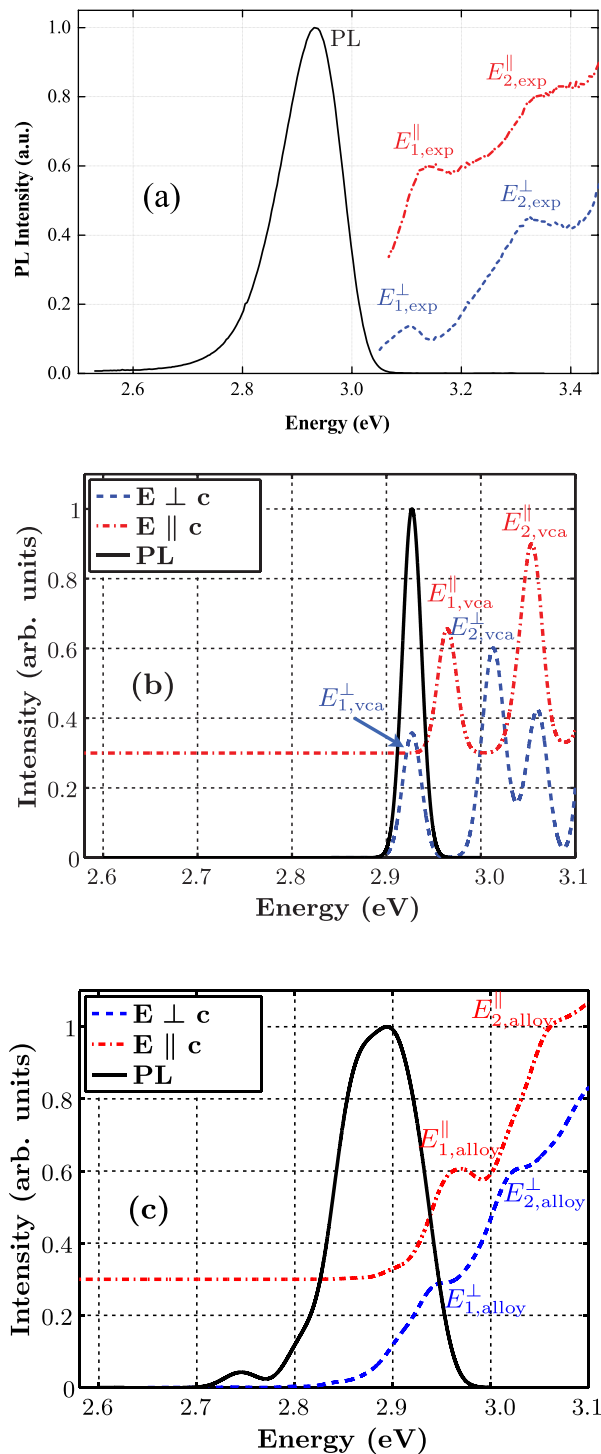 1.0
0.8
0.6
0.4
0.2
0.0
PL Intensity (a.u.)
PL
E∥2,exp
E∥1,exp
(a)
E⊥2,exp
E⊥1,exp
2.6 2.8 3.0 3.2 3.4
Energy (eV)
E ⊥ c
E ∥ c
PL
1
0.8
0.6
0.4
0.2
0
Intensity (arb. units)
E∥2,vca
E∥1,vca
E⊥2,vca
(b)
E⊥1,vca
2.6 2.7 2.8 2.9 3.0 3.1
Energy (eV)
E ⊥ c
E ∥ c
PL
1
0.8
0.6
0.4
0.2
0
Intensity (arb. units)
E∥2,alloy
E∥1,alloy
E⊥2,alloy
(c)
E⊥1,alloy
2.6 2.7 2.8 2.9 3.0 3.1
Energy (eV)